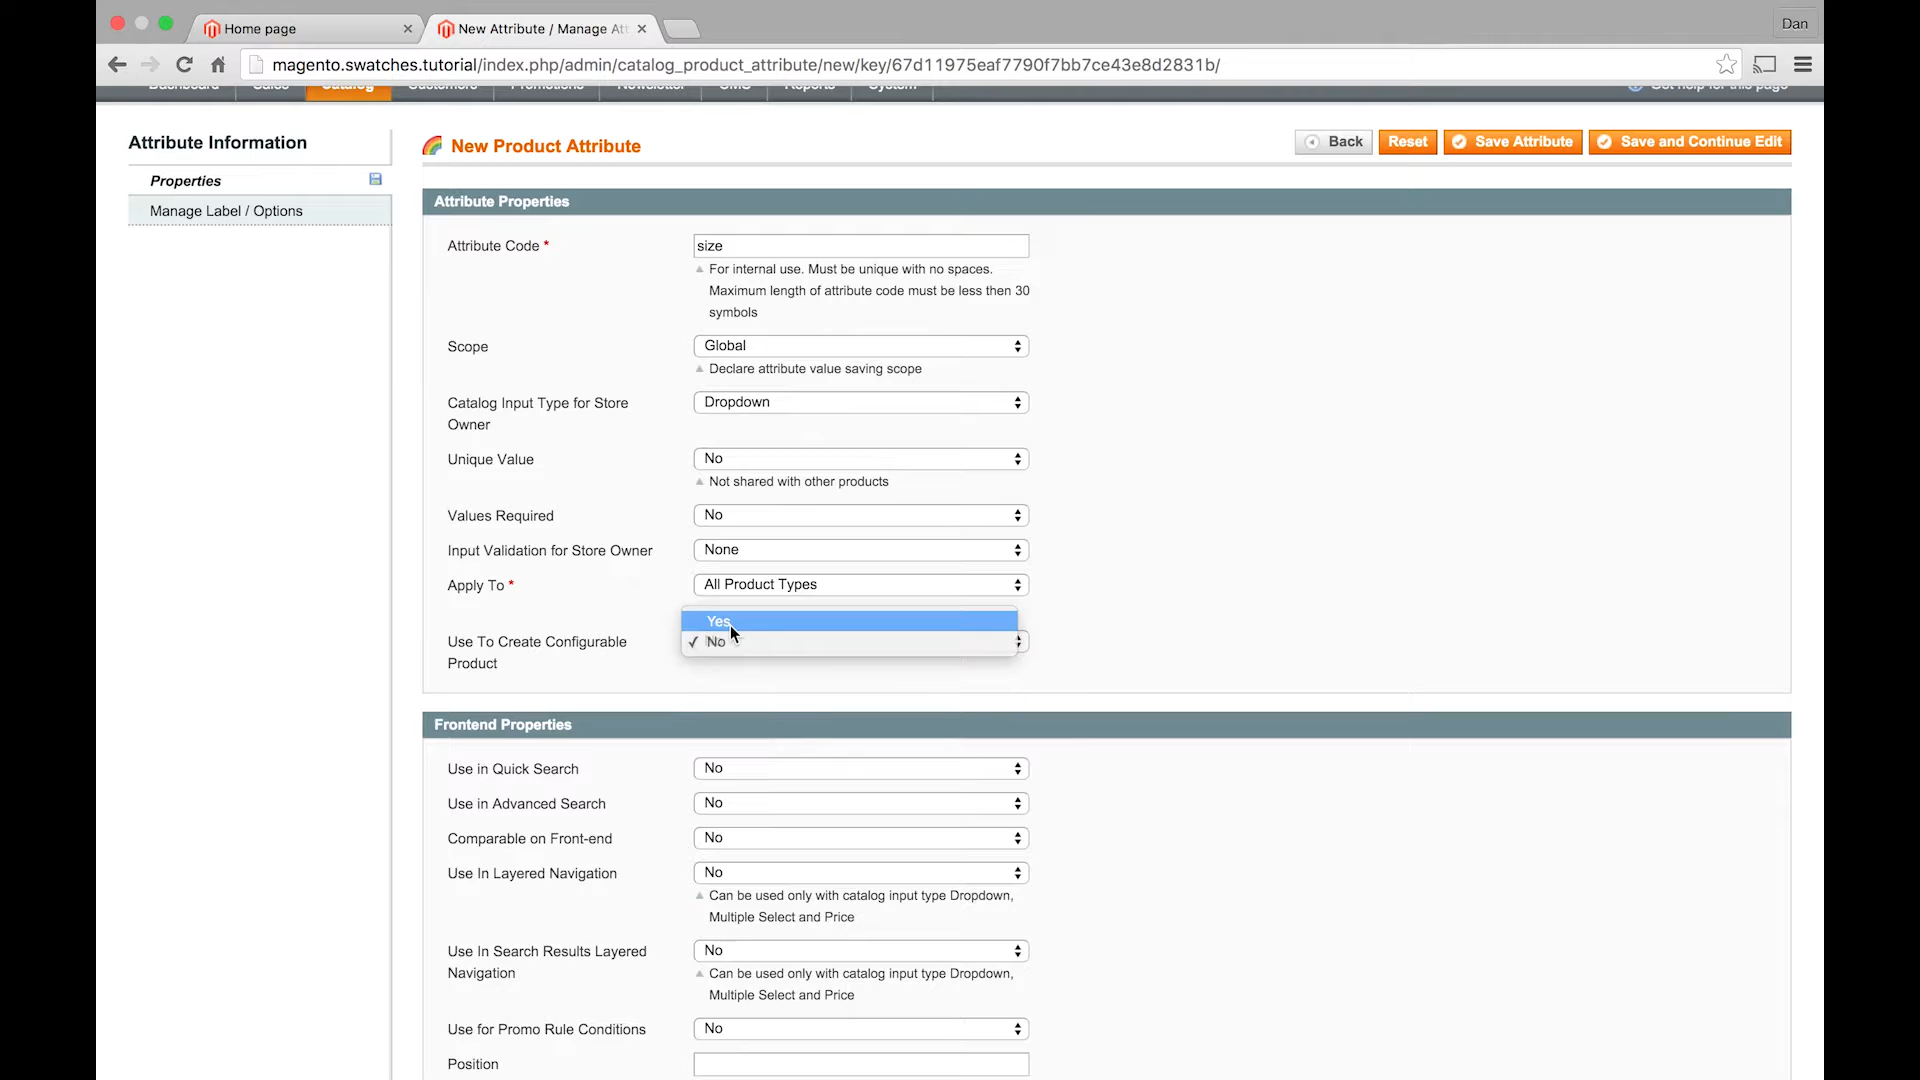 Home page
New Attribute / Manage Att
Dan
magento.swatches.tutorial/index.php/admin/catalog_product_attribute/new/key/67d11975eaf7790f7bb7ce43e8d2831b/
Dashboard Sales Catalog Customers Promotions Newsletter CMS Reports System Get help for this page
Attribute Information
Properties
Manage Label / Options
New Product Attribute
Back Reset Save Attribute Save and Continue Edit
Attribute Properties
Attribute Code * size
For internal use. Must be unique with no spaces.
Maximum length of attribute code must be less then 30
symbols
Scope Global
Declare attribute value saving scope
Catalog Input Type for Store
Owner
Dropdown
Unique Value No
Not shared with other products
Values Required No
Input Validation for Store Owner None
Apply To * All Product Types
Use To Create Configurable
Product
Yes
No
Frontend Properties
Use in Quick Search No
Use in Advanced Search No
Comparable on Front-end No
Use In Layered Navigation No
Can be used only with catalog input type Dropdown,
Multiple Select and Price
Use In Search Results Layered
Navigation
No
Can be used only with catalog input type Dropdown,
Multiple Select and Price
Use for Promo Rule Conditions No
Position